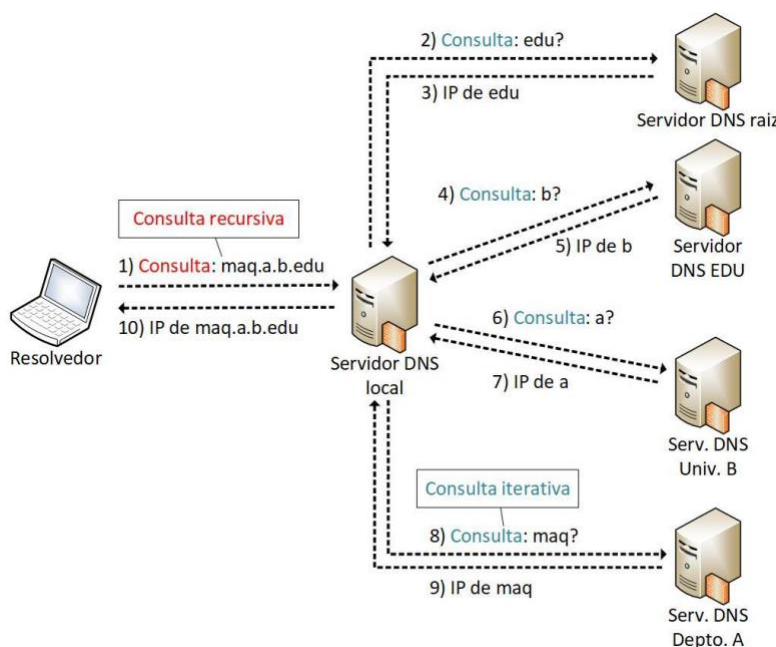 2) Consulta: edu?
3) IP de edu
Servidor DNS raiz
4) Consulta: b?
5) IP de b
Servidor
DNS EDU
Consulta recursiva
1) Consulta: maq.a.b.edu
10) IP de maq.a.b.edu
Resolvedor
Servidor DNS
local
6) Consulta: a?
7) IP de a
Serv. DNS
Univ. B
Consulta iterativa
8) Consulta: maq?
9) IP de maq
Serv. DNS
Depto. A